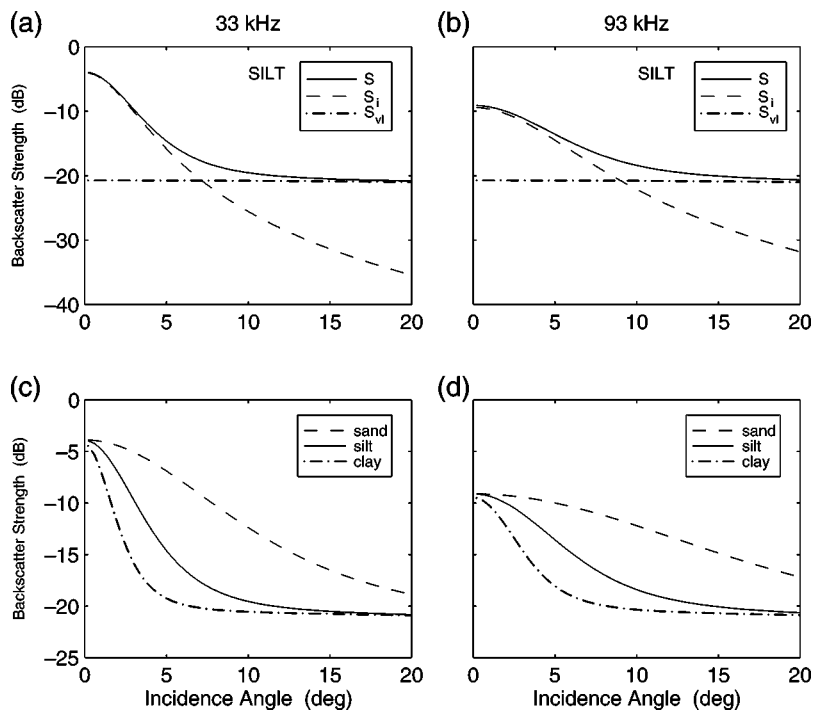 (a) 33 kHz (b) 93 kHz
0
−10
−20
−30
−40
Backscatter Strength (dB)
SILT
S
S_i
S_vl
0 5 10 15 20
SILT
S
S_i
S_vl
0 5 10 15 20
(c)
0
−5
−10
−15
−20
−25
Backscatter Strength (dB)
sand
silt
clay
0 5 10 15 20
Incidence Angle (deg)
(d)
sand
silt
clay
0 5 10 15 20
Incidence Angle (deg)